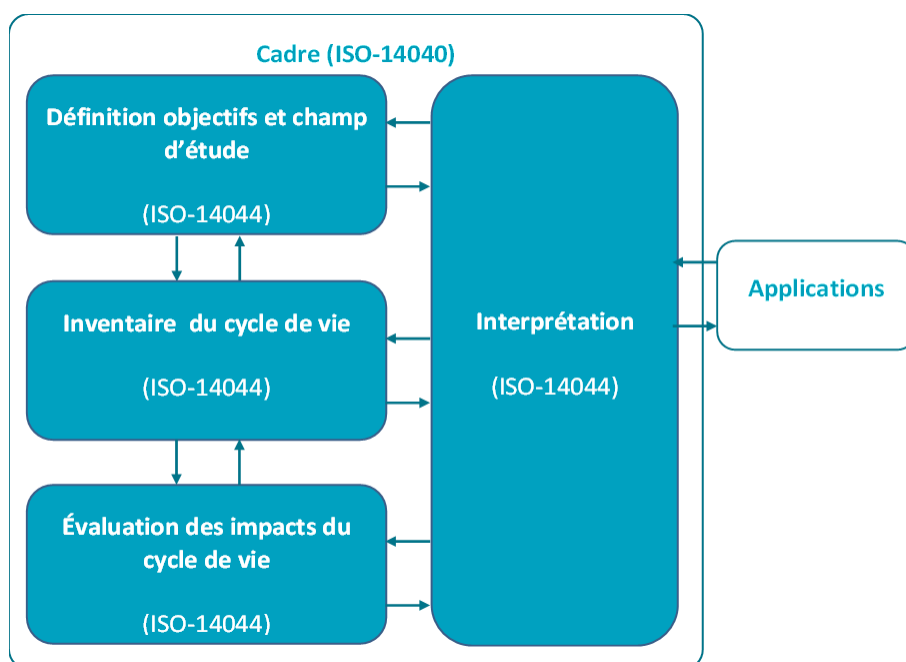 Cadre (ISO-14040)
Définition objectifs et champ
d’étude
(ISO-14044)
Inventaire du cycle de vie
(ISO-14044)
Évaluation des impacts du
cycle de vie
(ISO-14044)
Interprétation
(ISO-14044)
Applications